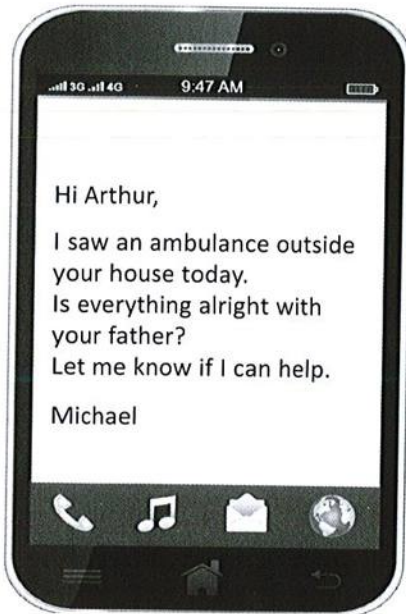 3G 4G 9:47 AM
Hi Arthur,
I saw an ambulance outside
your house today.
Is everything alright with
your father?
Let me know if I can help.
Michael